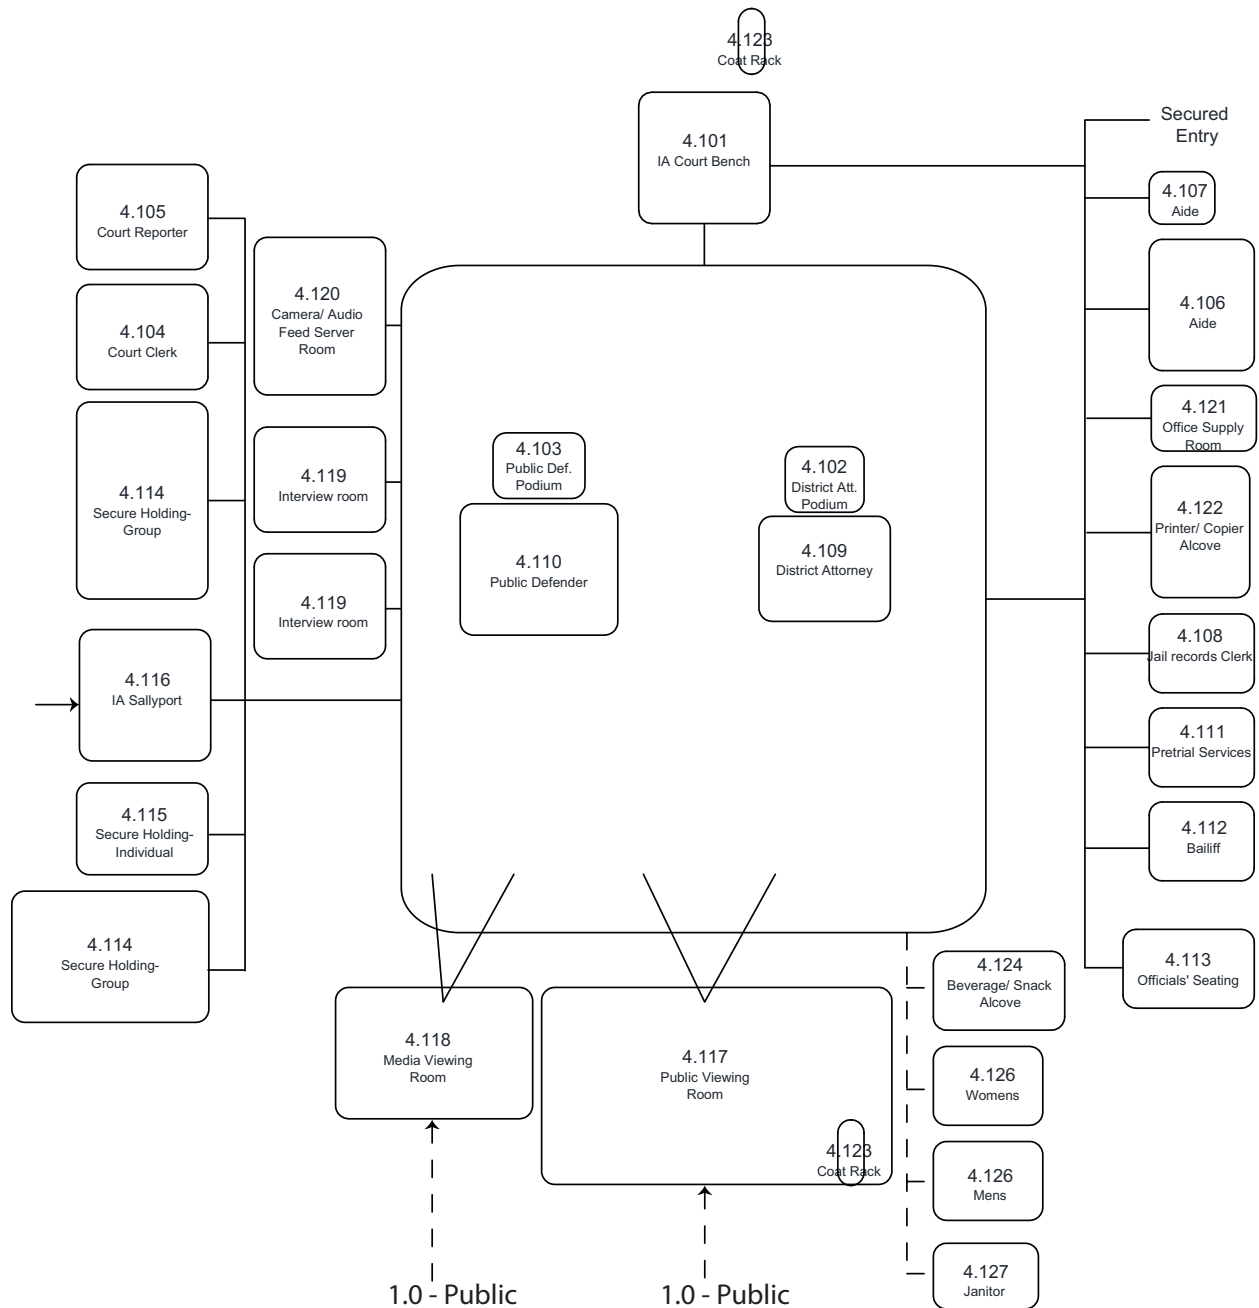 4.123
Coat Rack
4.101
IA Court Bench
Secured
Entry
4.107
Aide
4.105
Court Reporter
4.120
Camera/ Audio
Feed Server
Room
4.106
Aide
4.104
Court Clerk
4.121
Office Supply
Room
4.103
Public Def.
Podium
4.102
District Att.
Podium
4.119
Interview room
4.114
Secure Holding-
Group
4.122
Printer/ Copier
Alcove
4.110
Public Defender
4.109
District Attorney
4.119
Interview room
4.108
Jail records Clerk
4.116
IA Sallyport
4.111
Pretrial Services
4.115
Secure Holding-
Individual
4.112
Bailiff
4.114
Secure Holding-
Group
4.124
Beverage/ Snack
Alcove
4.113
Officials' Seating
4.118
Media Viewing
Room
4.117
Public Viewing
Room
4.126
Womens
4.123
Coat Rack
4.126
Mens
4.127
Janitor
1.0 - Public
1.0 - Public